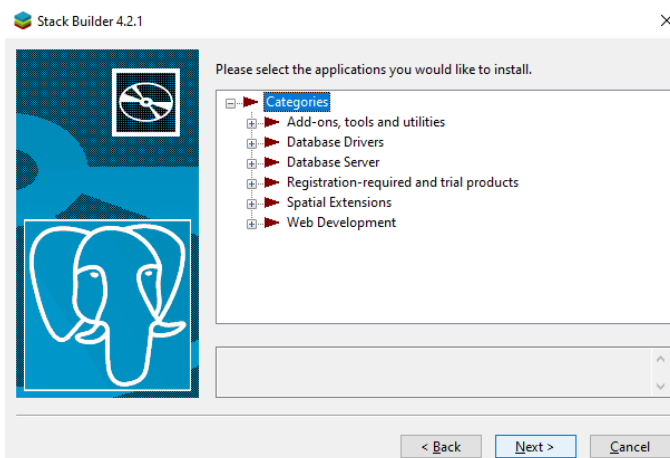 Stack Builder 4.2.1
Please select the applications you would like to install.
Categories
Add-ons, tools and utilities
Database Drivers
Database Server
Registration-required and trial products
Spatial Extensions
Web Development
< Back
Next >
Cancel